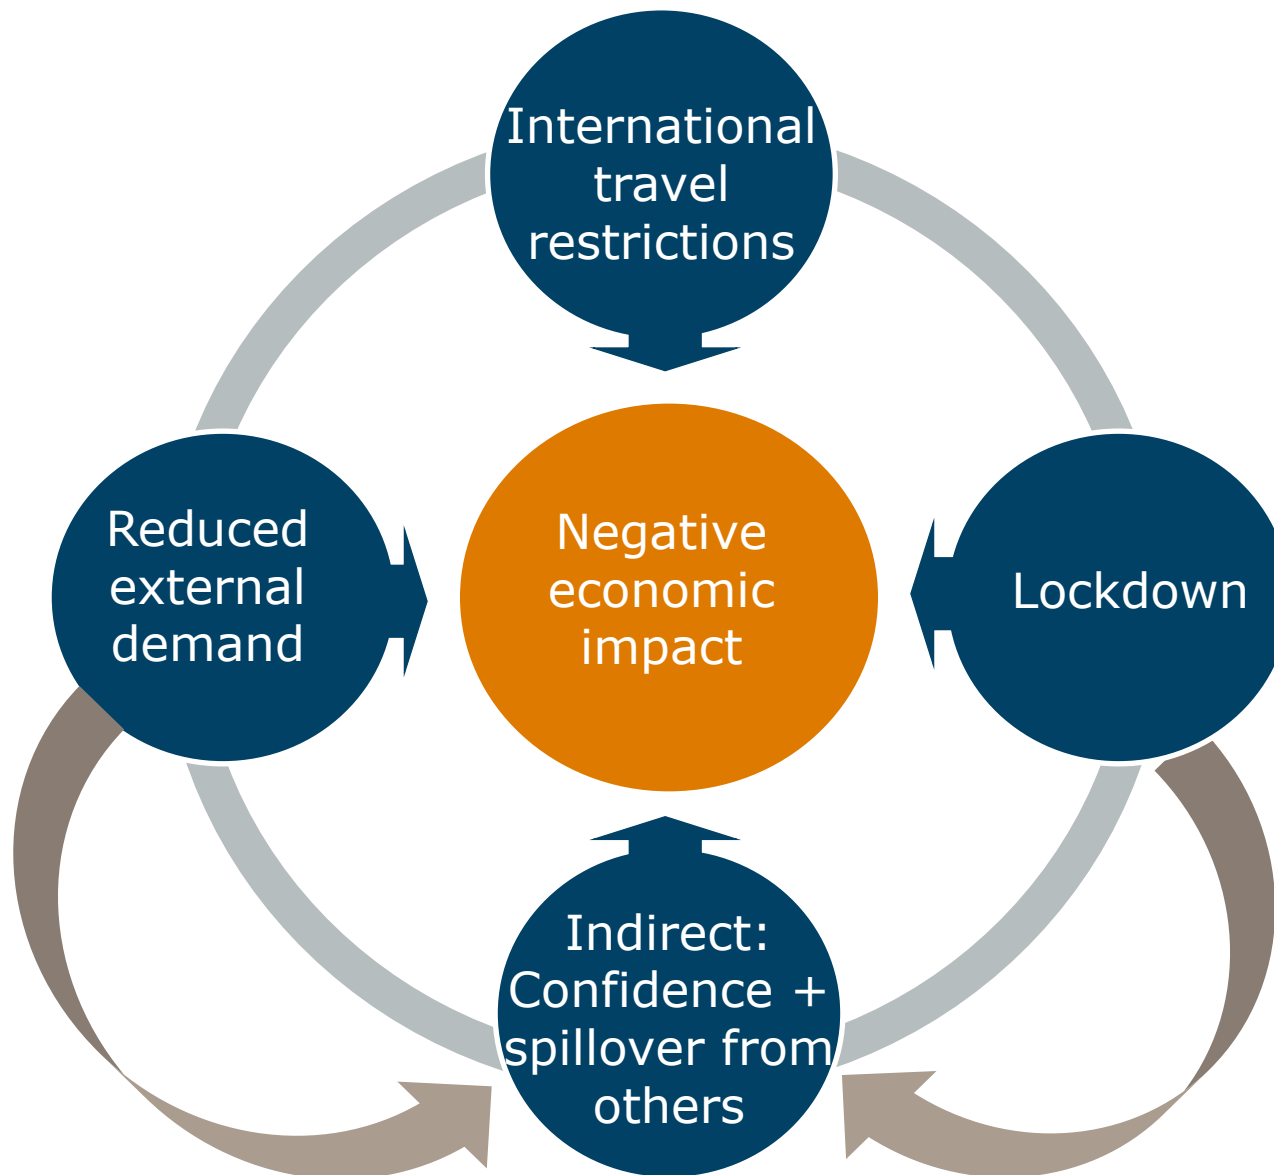 International
travel
restrictions
Reduced
external
demand
Negative
economic
impact
Lockdown
Indirect:
Confidence +
spillover from
others